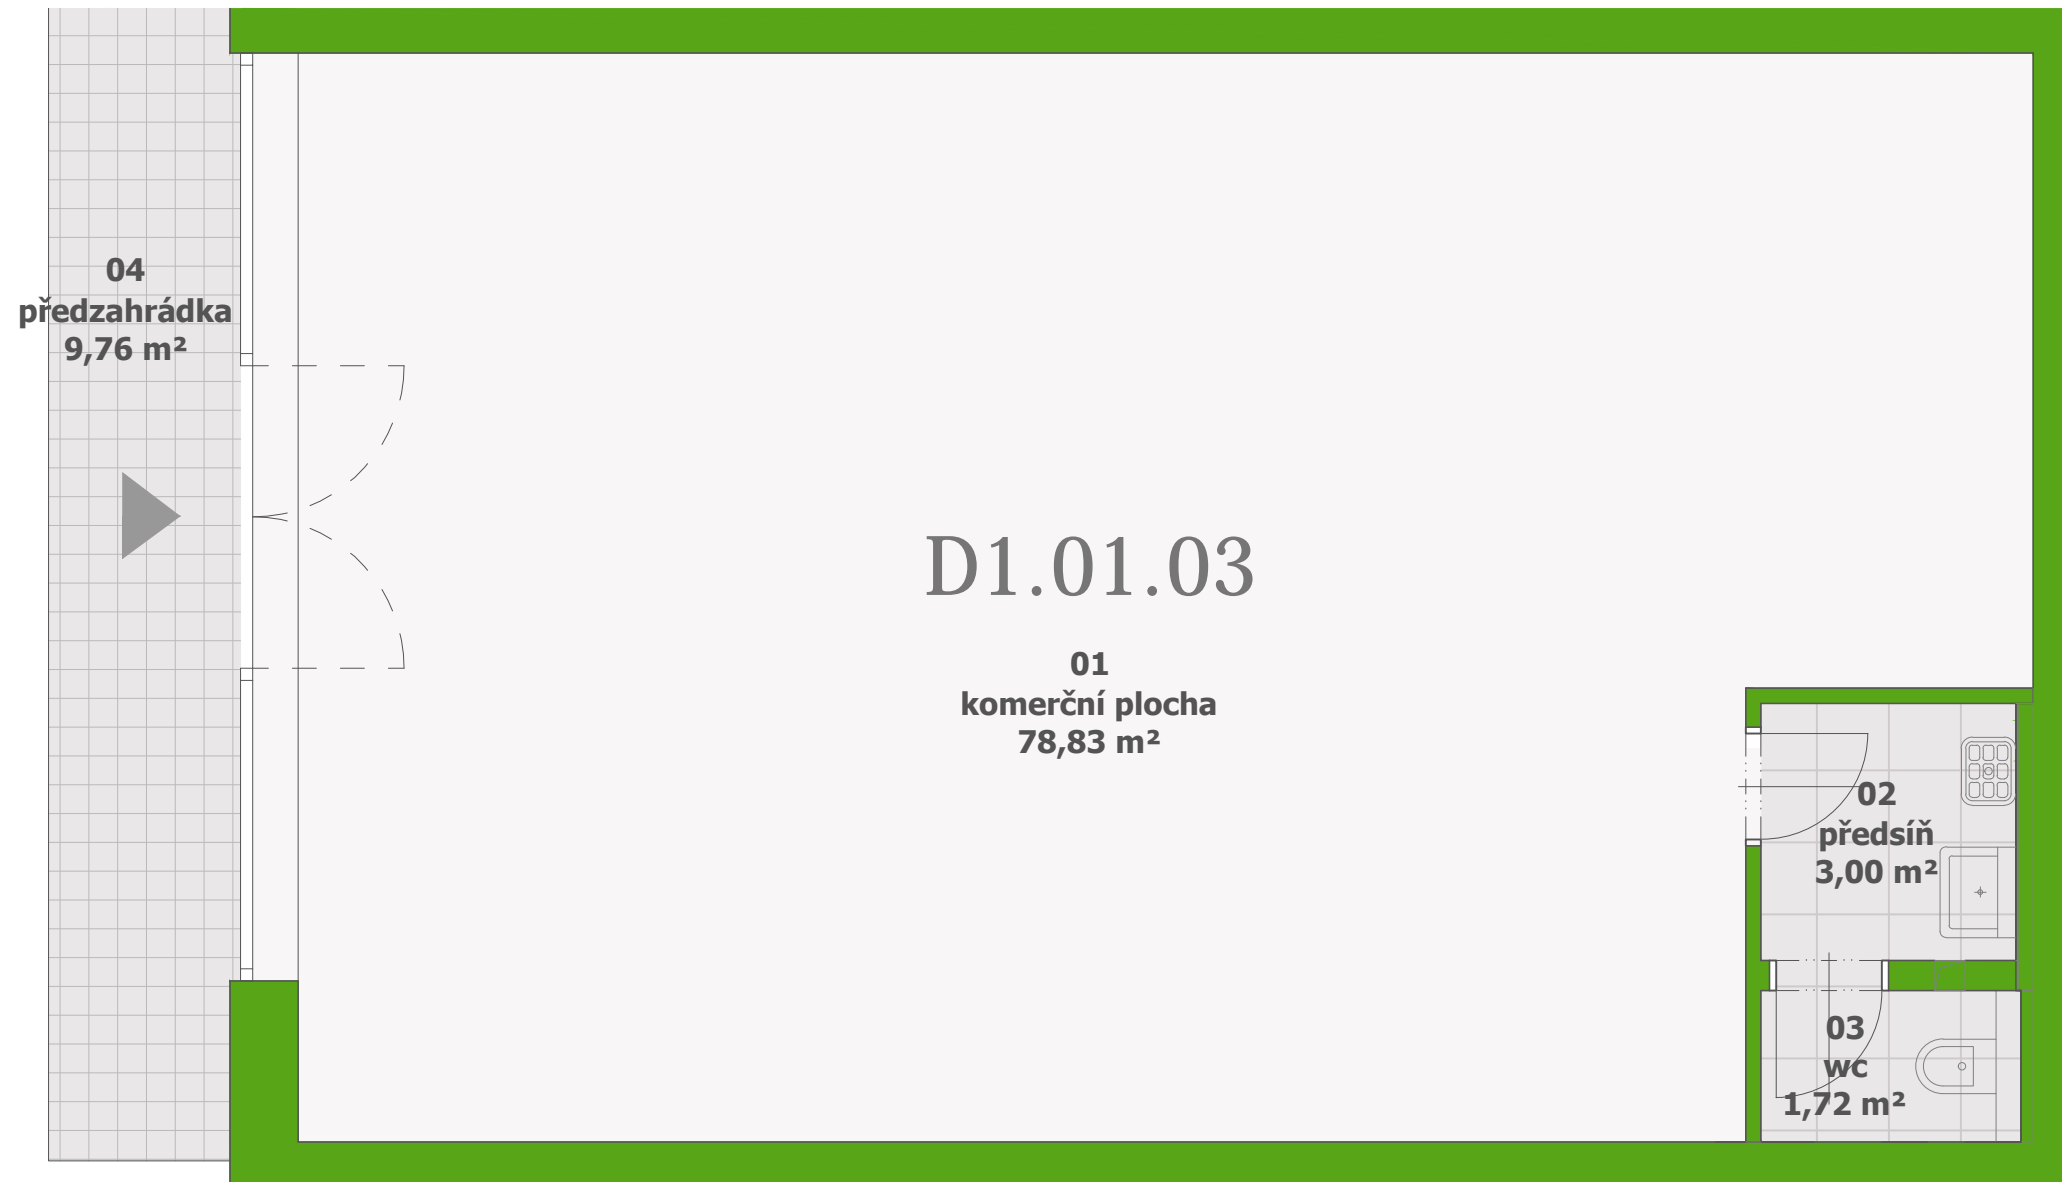 04
předzahrádka
9,76 m²
D1.01.03
01
komerční plocha
78,83 m²
02
předsíň
3,00 m²
03
wc
1,72 m²